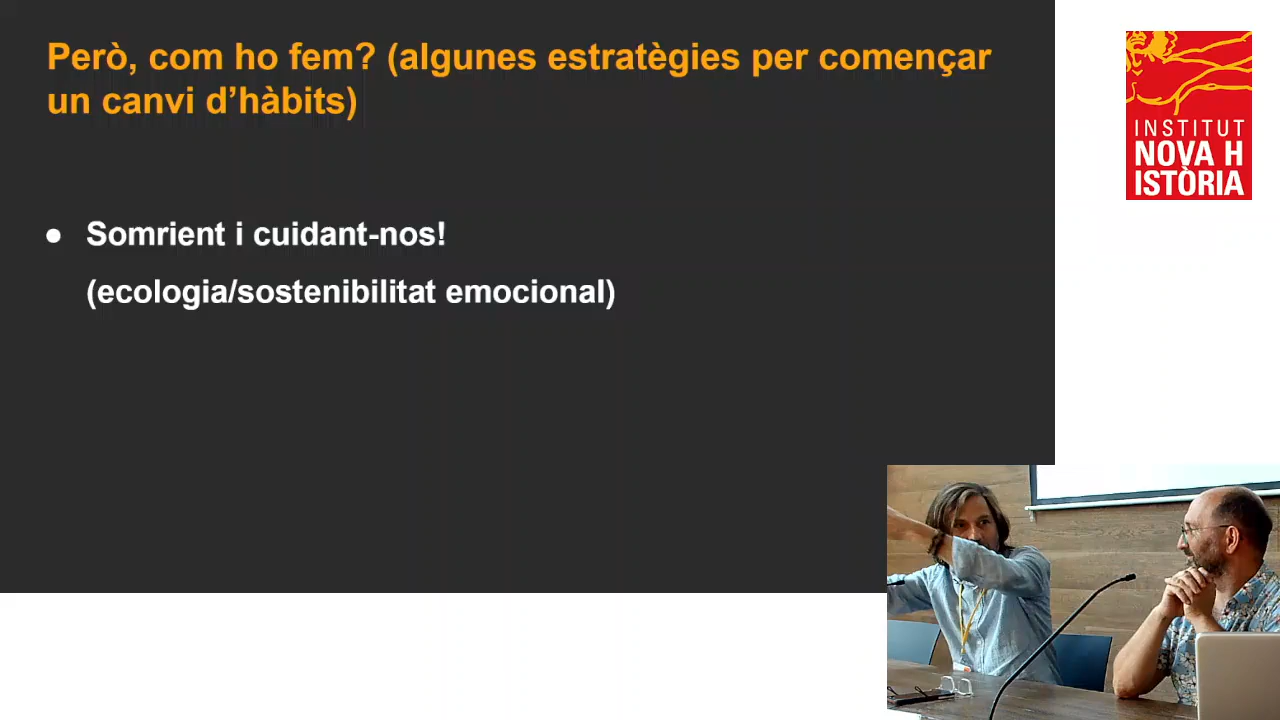 Però, com ho fem? (algunes estratègies per començar
un canvi d'hàbits)
● Somrient i cuidant-nos!
(ecologia/sostenibilitat emocional)
INSTITUT
NOVA H
ISTÒRIA